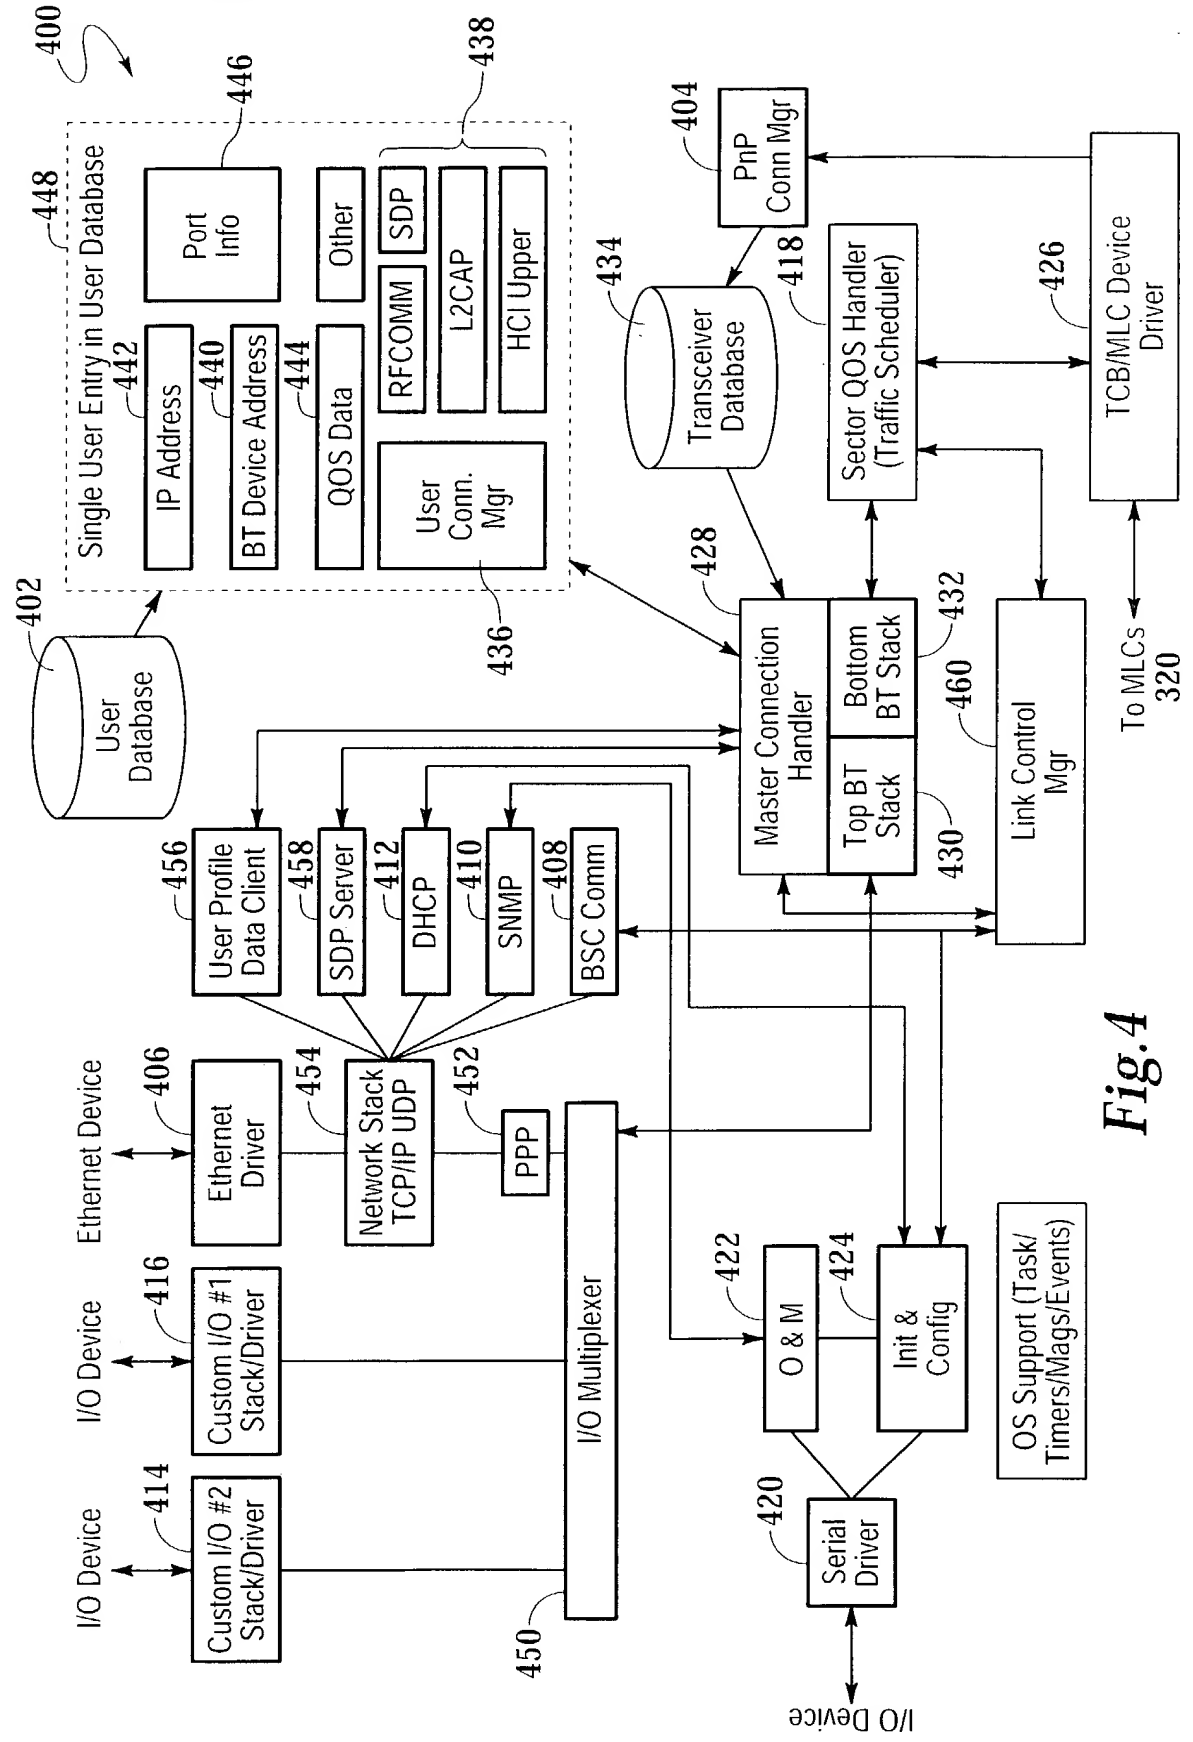 400
448
Single User Entry in User Database
442
IP Address
Port
Info
446
440
BT Device Address
444
QOS Data
Other
User
Conn.
Mgr
436
RFCOMM
SDP
L2CAP
HCI Upper
438
402
User
Database
I/O Device
I/O Device
Ethernet Device
414
Custom I/O #2
Stack/Driver
416
Custom I/O #1
Stack/Driver
406
Ethernet
Driver
454
Network Stack
TCP/IP UDP
452
PPP
450
I/O Multiplexer
456
User Profile
Data Client
458
SDP Server
412
DHCP
410
SNMP
408
BSC Comm
434
Transceiver
Database
404
PnP
Conn Mgr
428
Master Connection
Handler
Top BT
Stack
430
Bottom
BT Stack
432
418
Sector QOS Handler
(Traffic Scheduler)
460
Link Control
Mgr
426
TCB/MLC Device
Driver
To MLCs
320
422
O & M
424
Init &
Config
420
Serial
Driver
I/O Device
OS Support (Task/
Timers/Mags/Events)
Fig.4